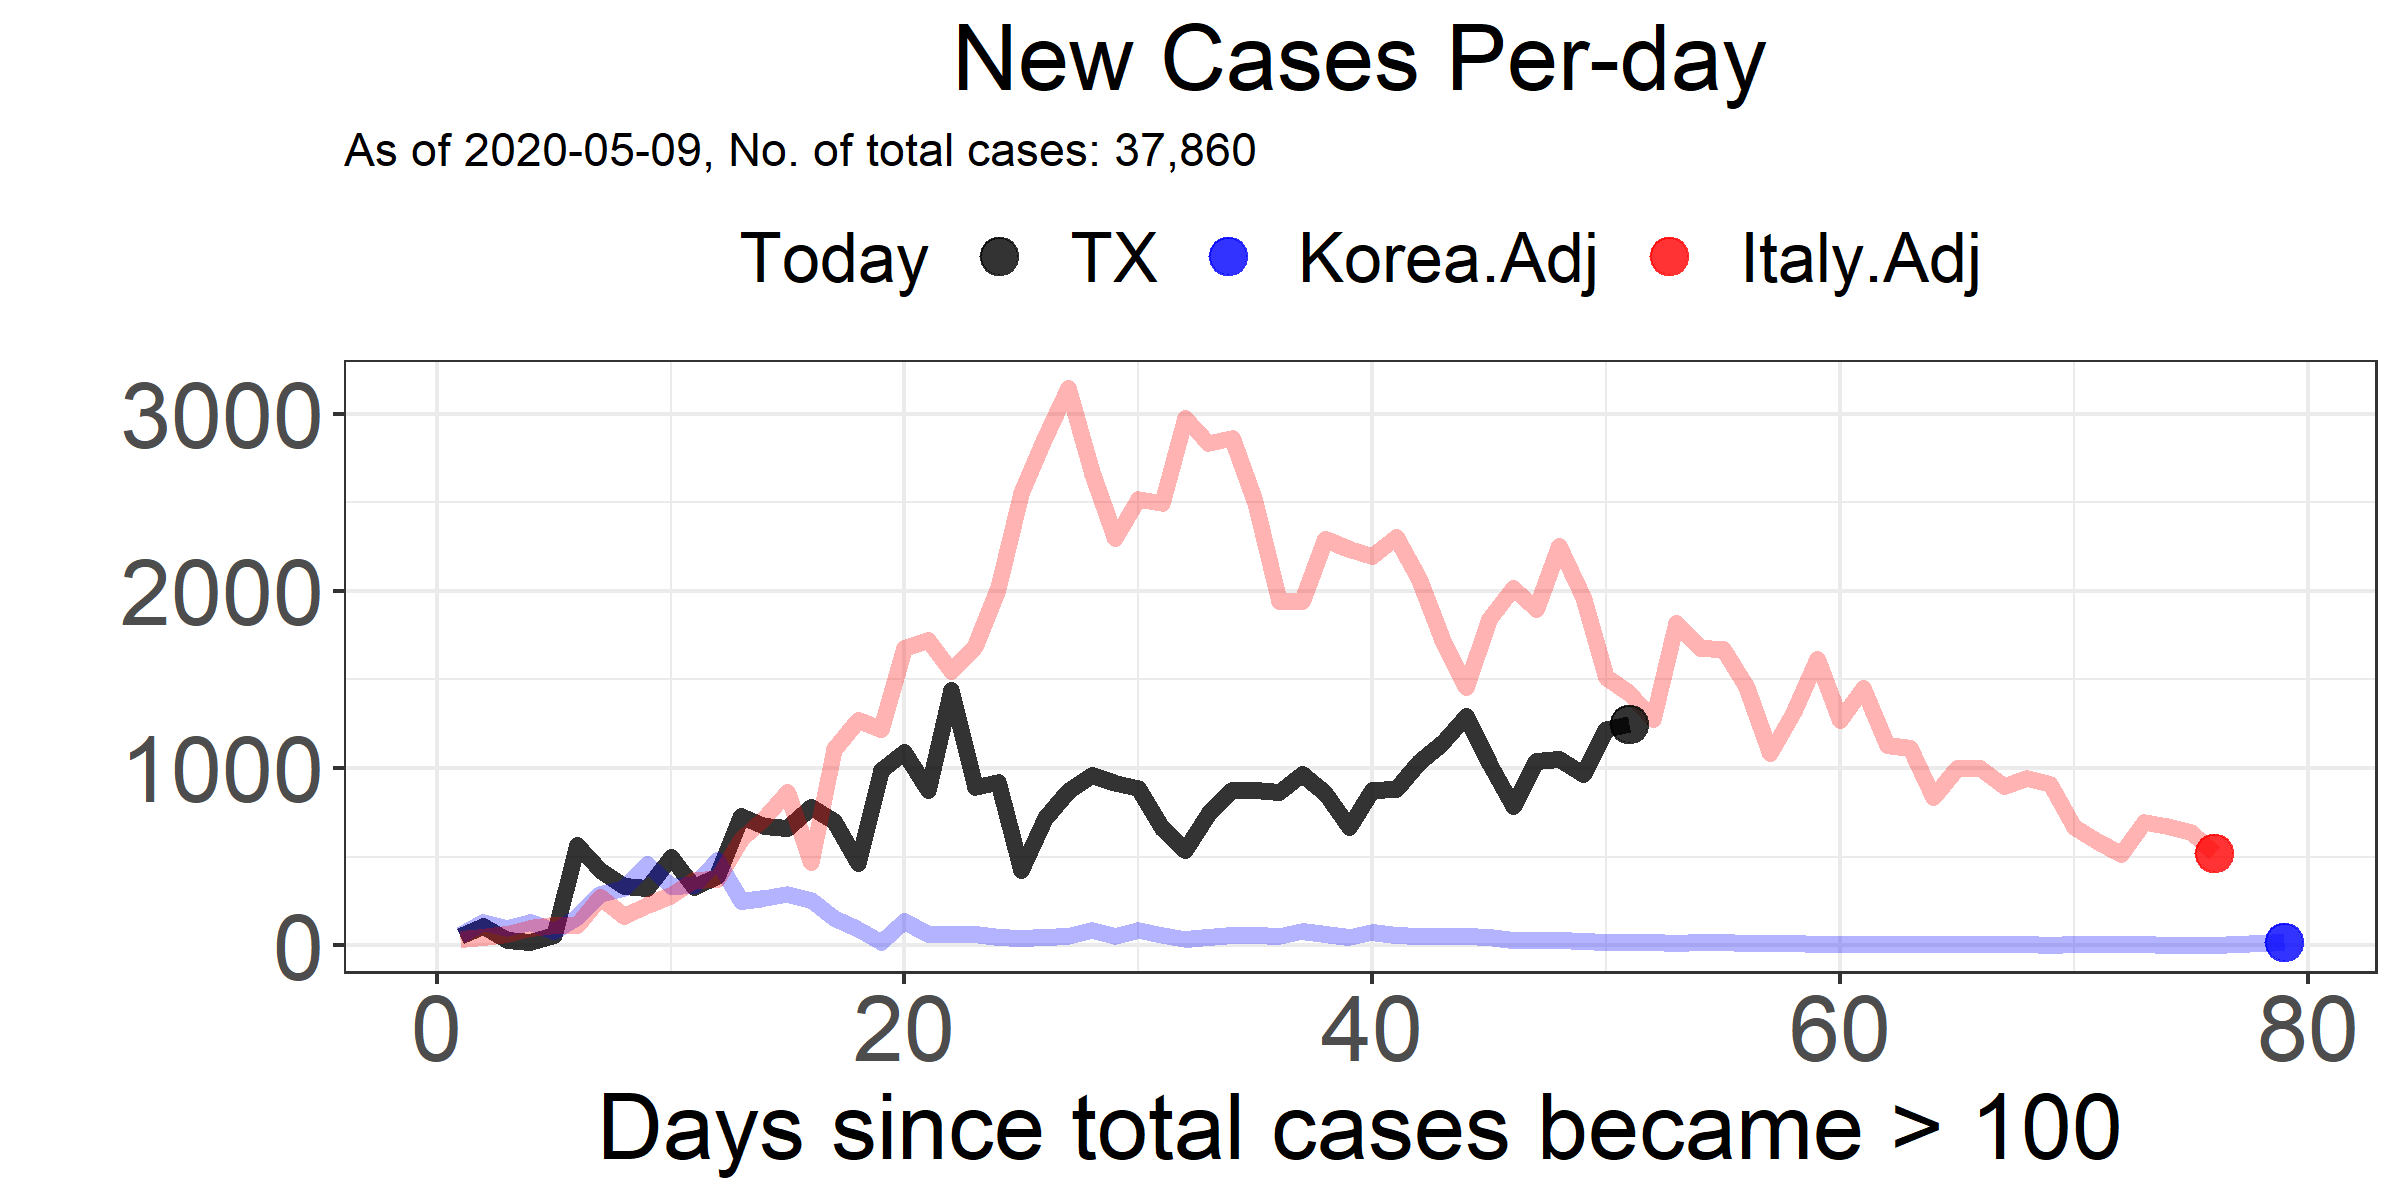 New Cases Per-day
As of 2020-05-09, No. of total cases: 37,860
Today TX Korea.Adj Italy.Adj
3000
2000
1000
0
0 20 40 60 80
Days since total cases became > 100